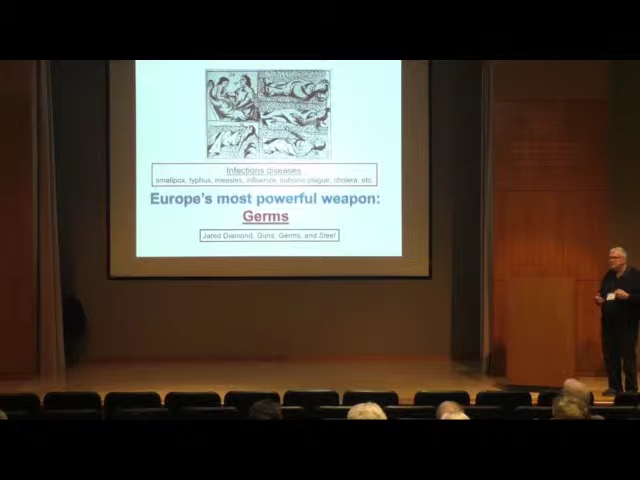 Infections diseases
smallpox, typhus, measles, influenza, bubonic plague, cholera, etc
Europe's most powerful weapon:
Germs
Jared Diamond, Guns, Germs, and Steel